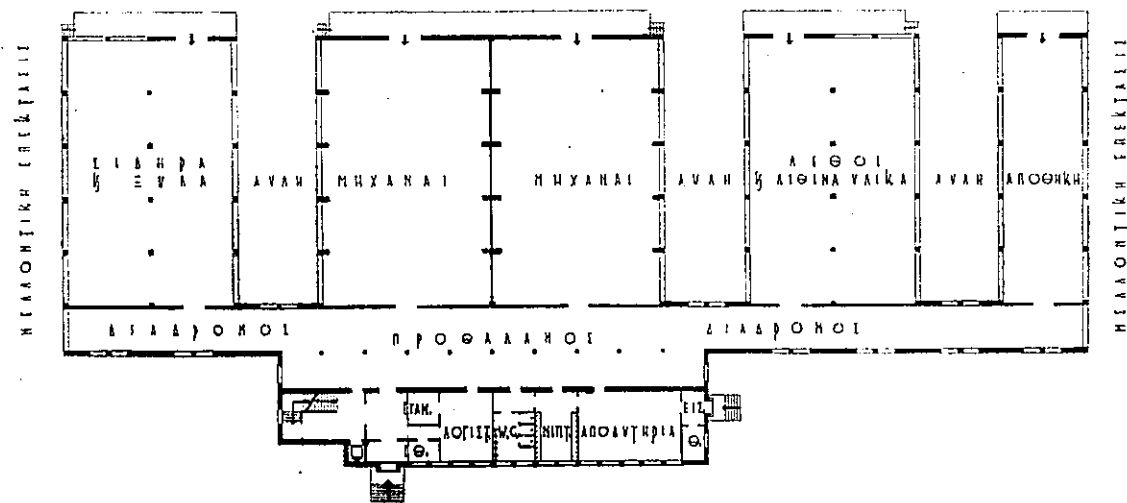 ΜΕΛΛΟΝΤΙΚΗ ΕΠΕΚΤΑΣΙΣ
ΣΙΔΗΡΑ
& ΞΥΛΑ
ΑΥΛΗ
ΜΗΧΑΝΑΙ
ΜΗΧΑΝΑΙ
ΑΥΛΗ
ΛΙΘΟΙ
& ΛΙΘΙΝΑ ΥΛΙΚΑ
ΑΥΛΗ
ΑΠΟΘΗΚΗ
ΜΕΛΛΟΝΤΙΚΗ ΕΠΕΚΤΑΣΙΣ
ΔΙΑΔΡΟΜΟΣ
ΠΡΟΘΑΛΑΜΟΣ
ΔΙΑΔΡΟΜΟΣ
ΤΑΜ.
ΛΟΓΙΣΤ.
W.C.
ΝΙΠΤ.
ΑΠΟΔΥΤΗΡΙΑ
ΕΙΣ.
Θ.
Θ.